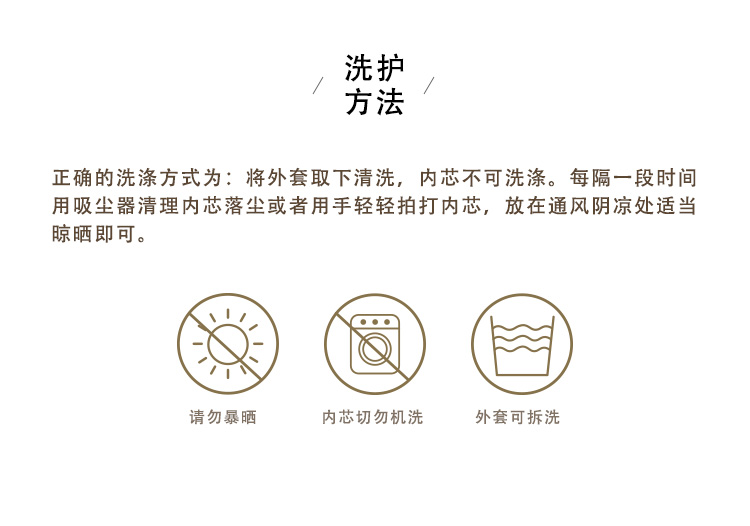 洗护
方法
正确的洗涤方式为：将外套取下清洗，内芯不可洗涤。每隔一段时间
用吸尘器清理内芯落尘或者用手轻轻拍打内芯，放在通风阴凉处适当
晾晒即可。
请勿暴晒
内芯切勿机洗
外套可拆洗